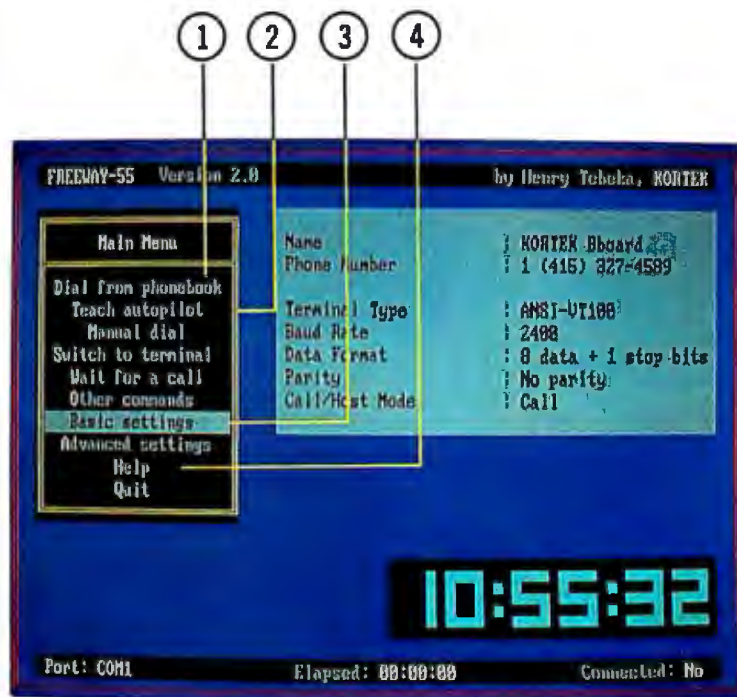 1 2 3 4
FREEWAY-55 Version 2.0 by Henry Teboka, KORTEK
Main Menu
Dial from phonebook
Teach autopilot
Manual dial
Switch to terminal
Wait for a call
Other commands
Basic settings
Advanced settings
Help
Quit
Name : KORTEK Bboard
Phone Number : 1 (415) 327-4589
Terminal Type : ANSI-VT100
Baud Rate : 2400
Data Format : 8 data + 1 stop bits
Parity : No parity
Call/Host Mode : Call
10:55:32
Port: COM1 Elapsed: 00:00:00 Connected: No